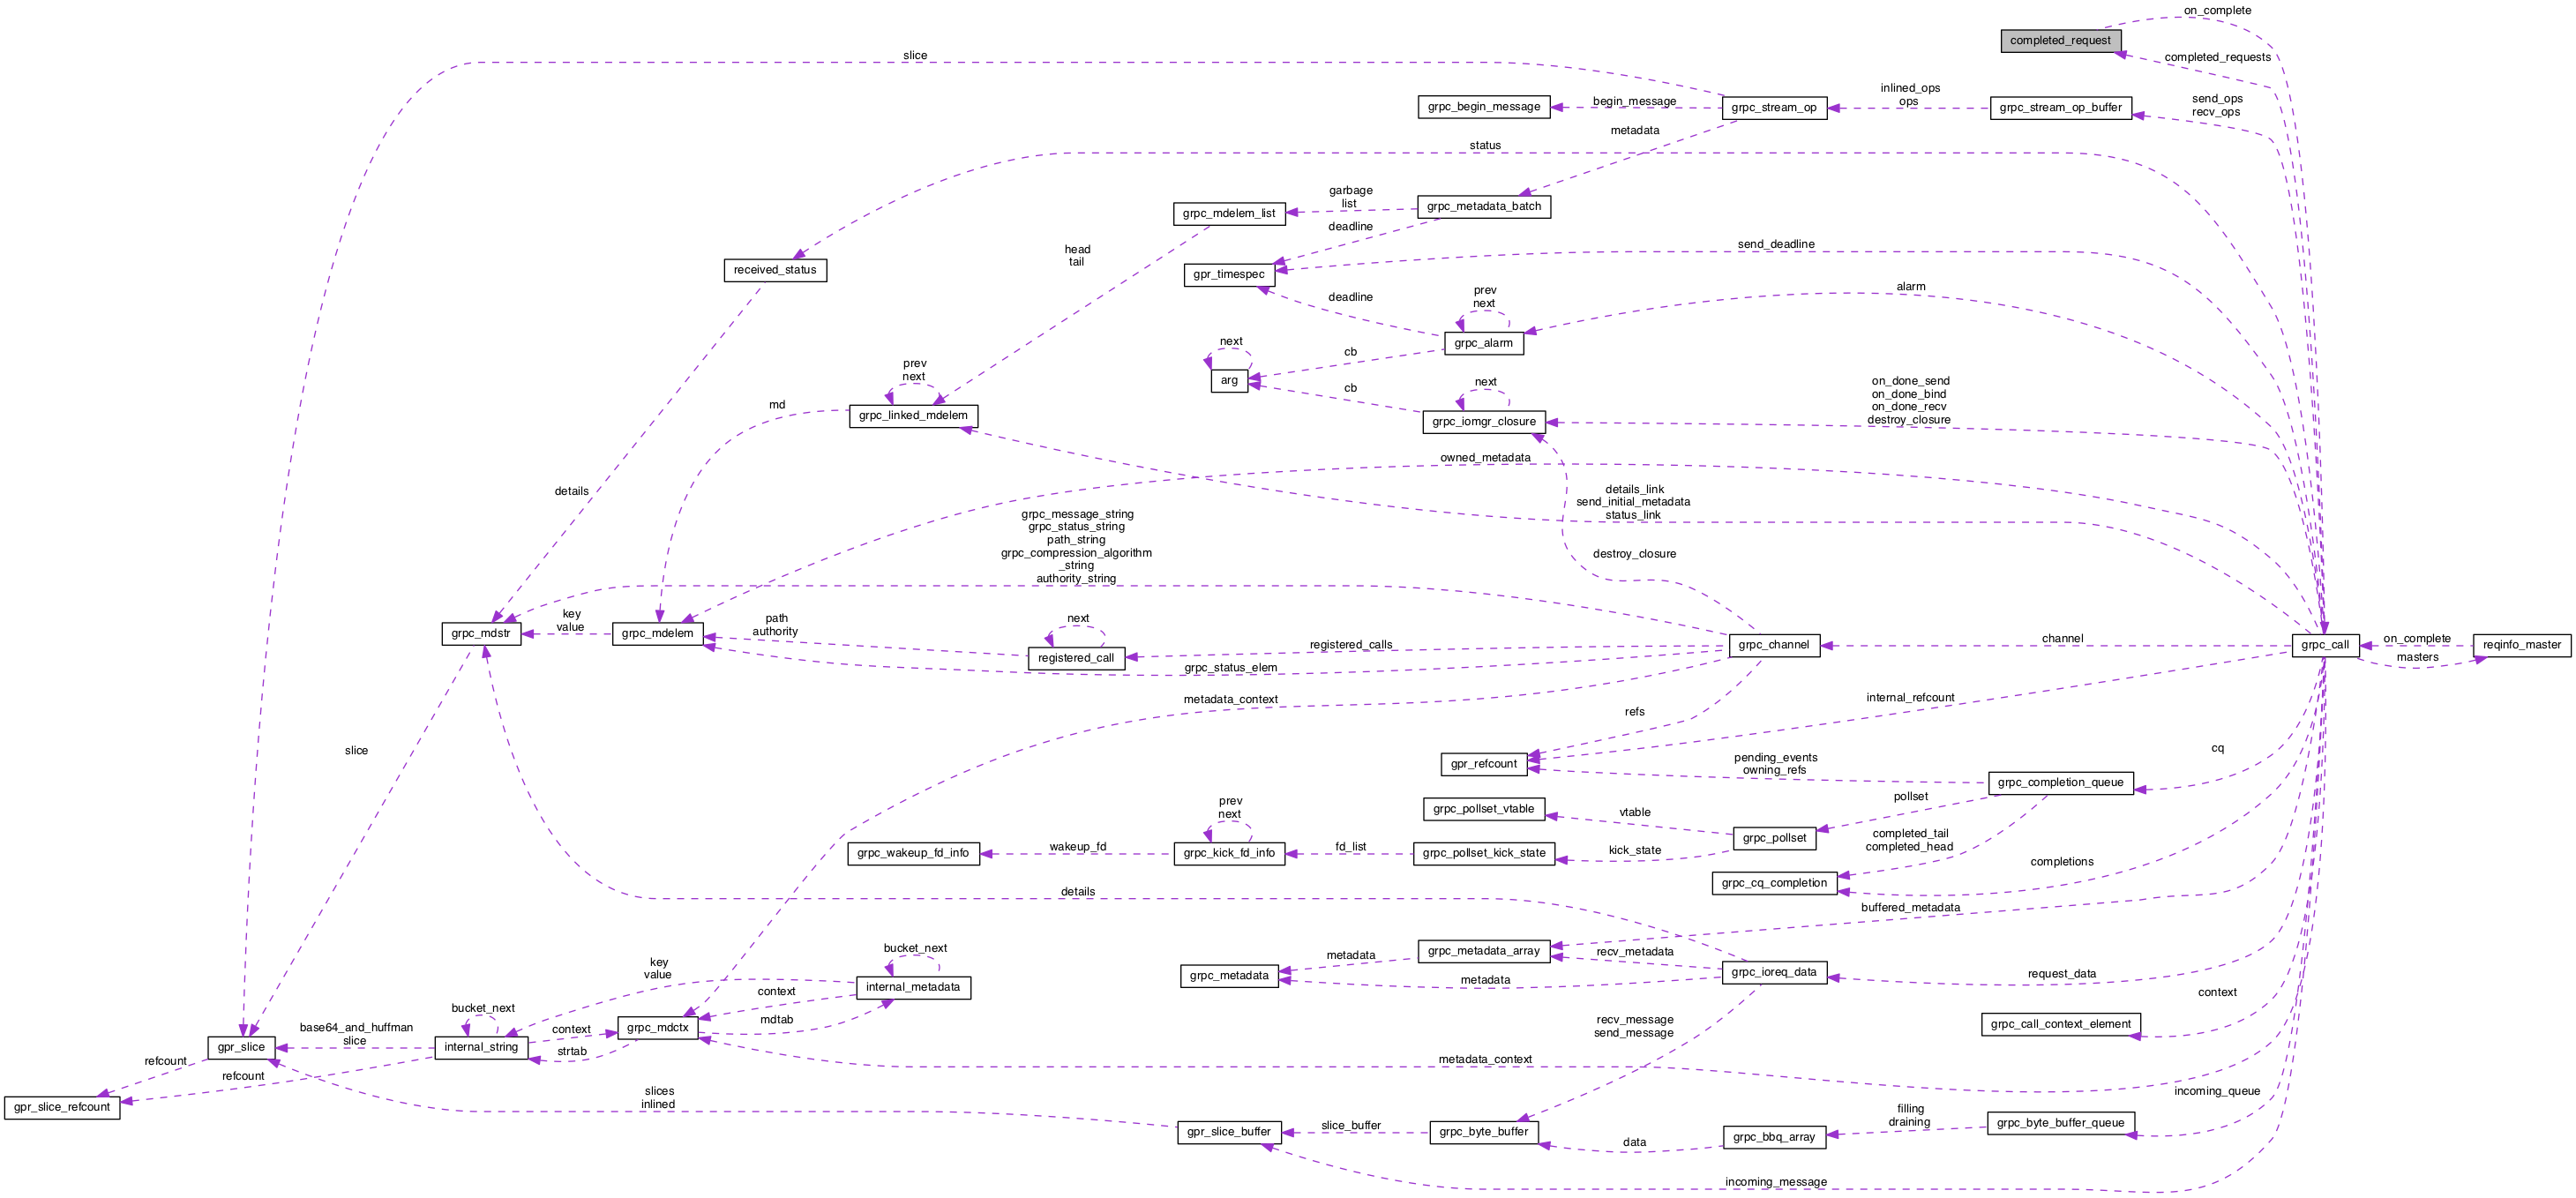 on_complete
completed_request
slice
completed_requests
grpc_begin_message
begin_message
grpc_stream_op
inlined_ops
ops
grpc_stream_op_buffer
send_ops
recv_ops
metadata
status
garbage
list
grpc_metadata_batch
grpc_mdelem_list
deadline
head
tail
send_deadline
received_status
gpr_timespec
deadline
prev
next
alarm
grpc_alarm
next
cb
arg
cb
next
on_done_send
on_done_bind
on_done_recv
destroy_closure
prev
next
grpc_linked_mdelem
md
grpc_iomgr_closure
owned_metadata
details
details_link
send_initial_metadata
status_link
grpc_message_string
grpc_status_string
path_string
grpc_compression_algorithm
_string
authority_string
destroy_closure
grpc_mdstr
key
value
grpc_mdelem
path
authority
next
registered_call
registered_calls
grpc_status_elem
grpc_channel
channel
grpc_call
on_complete
masters
reqinfo_master
metadata_context
refs
internal_refcount
slice
gpr_refcount
pending_events
owning_refs
cq
grpc_completion_queue
grpc_pollset_vtable
vtable
pollset
prev
next
grpc_pollset
grpc_wakeup_fd_info
wakeup_fd
grpc_kick_fd_info
fd_list
grpc_pollset_kick_state
kick_state
completed_tail
completed_head
completions
grpc_cq_completion
details
buffered_metadata
bucket_next
key
value
internal_metadata
grpc_metadata
metadata
grpc_metadata_array
recv_metadata
metadata
grpc_ioreq_data
request_data
context
context
mdtab
bucket_next
base64_and_huffman
slice
gpr_slice
internal_string
context
strtab
grpc_mdctx
recv_message
send_message
grpc_call_context_element
refcount
refcount
metadata_context
gpr_slice_refcount
slices
inlined
incoming_queue
gpr_slice_buffer
slice_buffer
grpc_byte_buffer
data
grpc_bbq_array
filling
draining
grpc_byte_buffer_queue
incoming_message